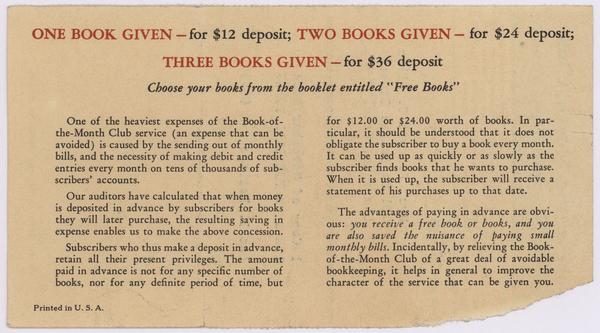 ONE BOOK GIVEN — for $12 deposit; TWO BOOKS GIVEN — for $24 deposit;
THREE BOOKS GIVEN — for $36 deposit
Choose your books from the booklet entitled "Free Books"
One of the heaviest expenses of the Book-of-
the-Month Club service (an expense that can be
avoided) is caused by the sending out of monthly
bills, and the necessity of making debit and credit
entries every month on tens of thousands of sub-
scribers' accounts.
Our auditors have calculated that when money
is deposited in advance by subscribers for books
they will later purchase, the resulting saving in
expense enables us to make the above concession.
Subscribers who thus make a deposit in advance,
retain all their present privileges. The amount
paid in advance is not for any specific number of
books, nor for any definite period of time, but
for $12.00 or $24.00 worth of books. In par-
ticular, it should be understood that it does not
obligate the subscriber to buy a book every month.
It can be used up as quickly or as slowly as the
subscriber finds books that he wants to purchase.
When it is used up, the subscriber will receive a
statement of his purchases up to that date.
The advantages of paying in advance are obvi-
ous: you receive a free book or books, and you
are also saved the nuisance of paying small
monthly bills. Incidentally, by relieving the Book-
of-the-Month Club of a great deal of avoidable
bookkeeping, it helps in general to improve the
character of the service that can be given you.
Printed in U. S. A.